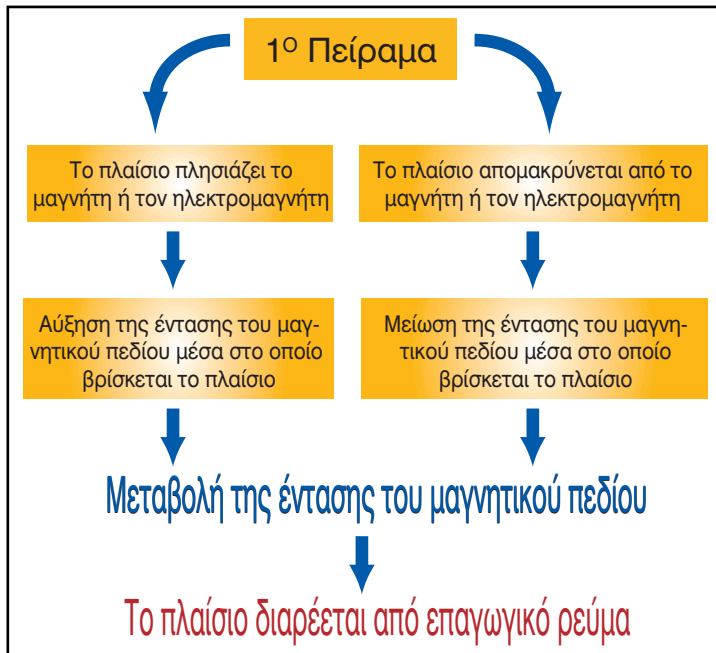 1ο Πείραμα
Το πλαίσιο πλησιάζει το
μαγνήτη ή τον ηλεκτρομαγνήτη
Το πλαίσιο απομακρύνεται από το
μαγνήτη ή τον ηλεκτρομαγνήτη
Αύξηση της έντασης του μαγ-
νητικού πεδίου μέσα στο οποίο
βρίσκεται το πλαίσιο
Μείωση της έντασης του μαγνη-
τικού πεδίου μέσα στο οποίο
βρίσκεται το πλαίσιο
Μεταβολή της έντασης του μαγνητικού πεδίου
Το πλαίσιο διαρέεται από επαγωγικό ρεύμα